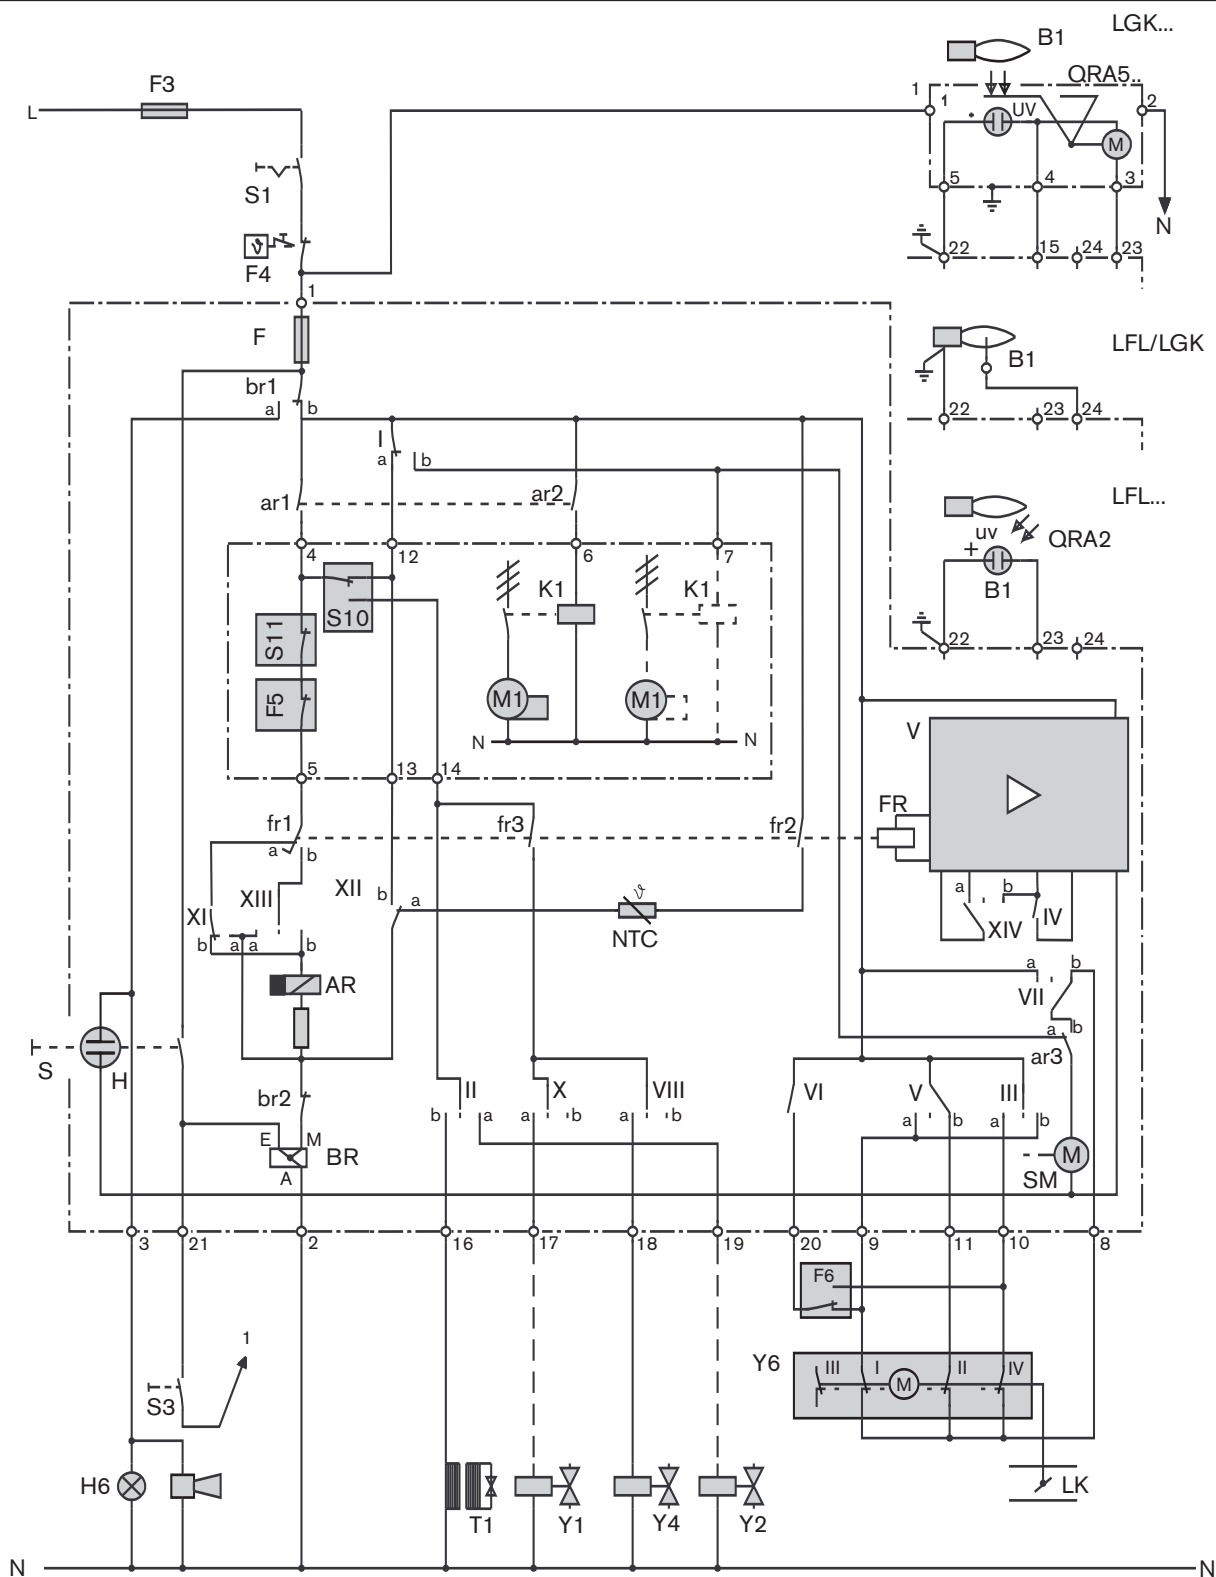 LGK...
B1
F3
QRA5..
L
1
1
UV
2
M
S1
5
4
3
N
F4
22
15
24
23
1
F
LFL/LGK
B1
br1
a
b
22
23
24
I
a
b
LFL...
ar1
ar2
uv
QRA2
+
B1
4
12
6
7
K1
K1
S10
S11
22
23
24
F5
M1
M1
V
N
N
5
13
14
FR
fr1
fr3
fr2
a
b
XIII
XII
b
a
a
b
XI
NTC
XIV
IV
b
a
a
b
a
b
AR
VII
a
b
S
H
ar3
br2
II
X
VIII
VI
V
III
b
a
a
b
a
b
a
b
a
b
E
M
BR
M
A
SM
3
21
2
16
17
18
19
20
9
11
10
8
F6
1
Y6
III
I
M
II
IV
S3
H6
LK
T1
Y1
Y4
Y2
N
N